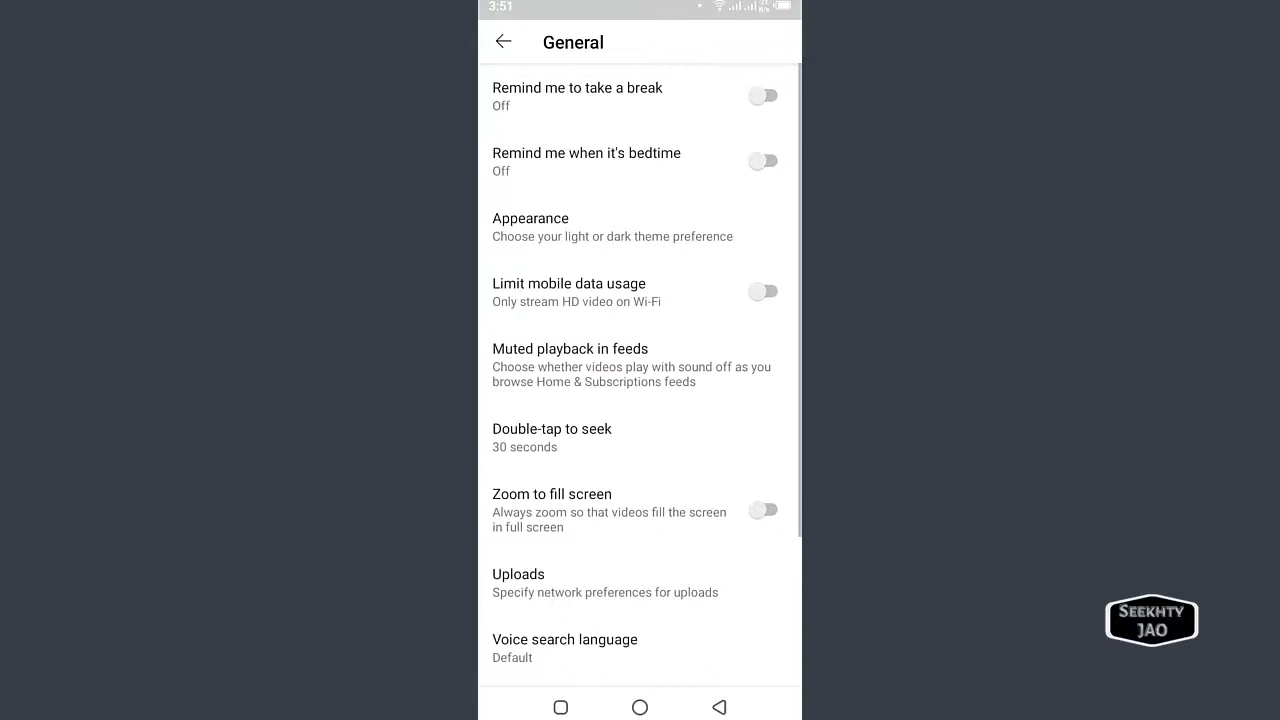 3:51
General
Remind me to take a break
Off
Remind me when it's bedtime
Off
Appearance
Choose your light or dark theme preference
Limit mobile data usage
Only stream HD video on Wi-Fi
Muted playback in feeds
Choose whether videos play with sound off as you
browse Home & Subscriptions feeds
Double-tap to seek
30 seconds
Zoom to fill screen
Always zoom so that videos fill the screen
in full screen
Uploads
Specify network preferences for uploads
Voice search language
Default
SEEKHTY
JAO